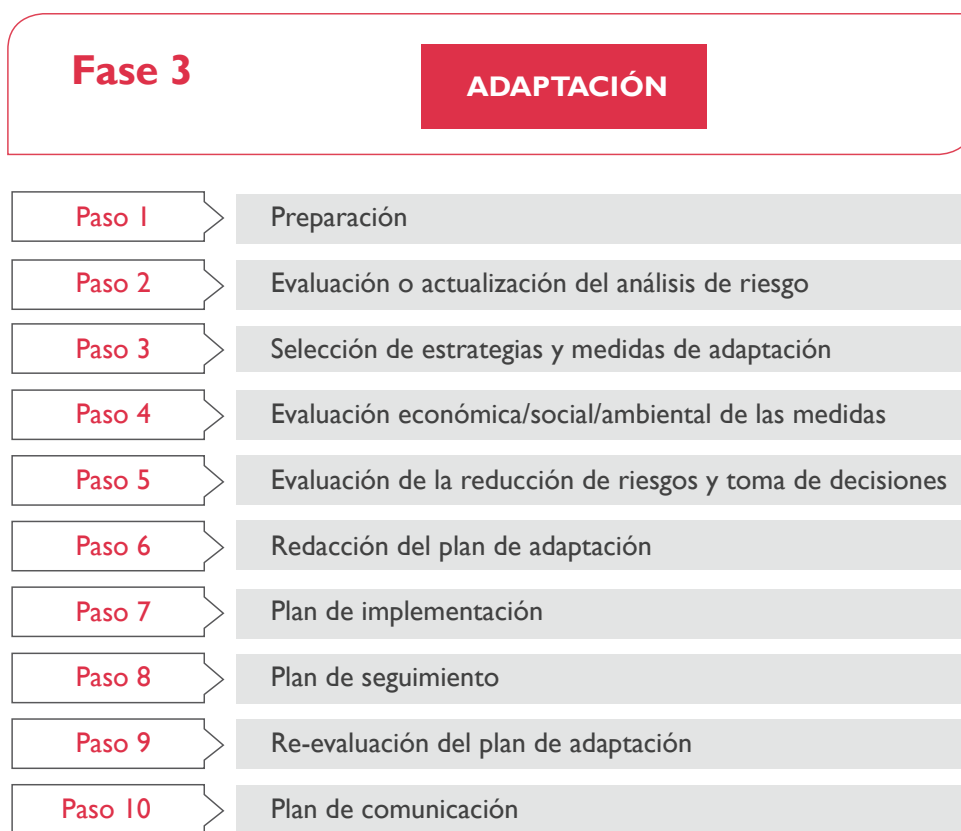 Fase 3
ADAPTACIÓN
Paso 1 Preparación
Paso 2 Evaluación o actualización del análisis de riesgo
Paso 3 Selección de estrategias y medidas de adaptación
Paso 4 Evaluación económica/social/ambiental de las medidas
Paso 5 Evaluación de la reducción de riesgos y toma de decisiones
Paso 6 Redacción del plan de adaptación
Paso 7 Plan de implementación
Paso 8 Plan de seguimiento
Paso 9 Re-evaluación del plan de adaptación
Paso 10 Plan de comunicación